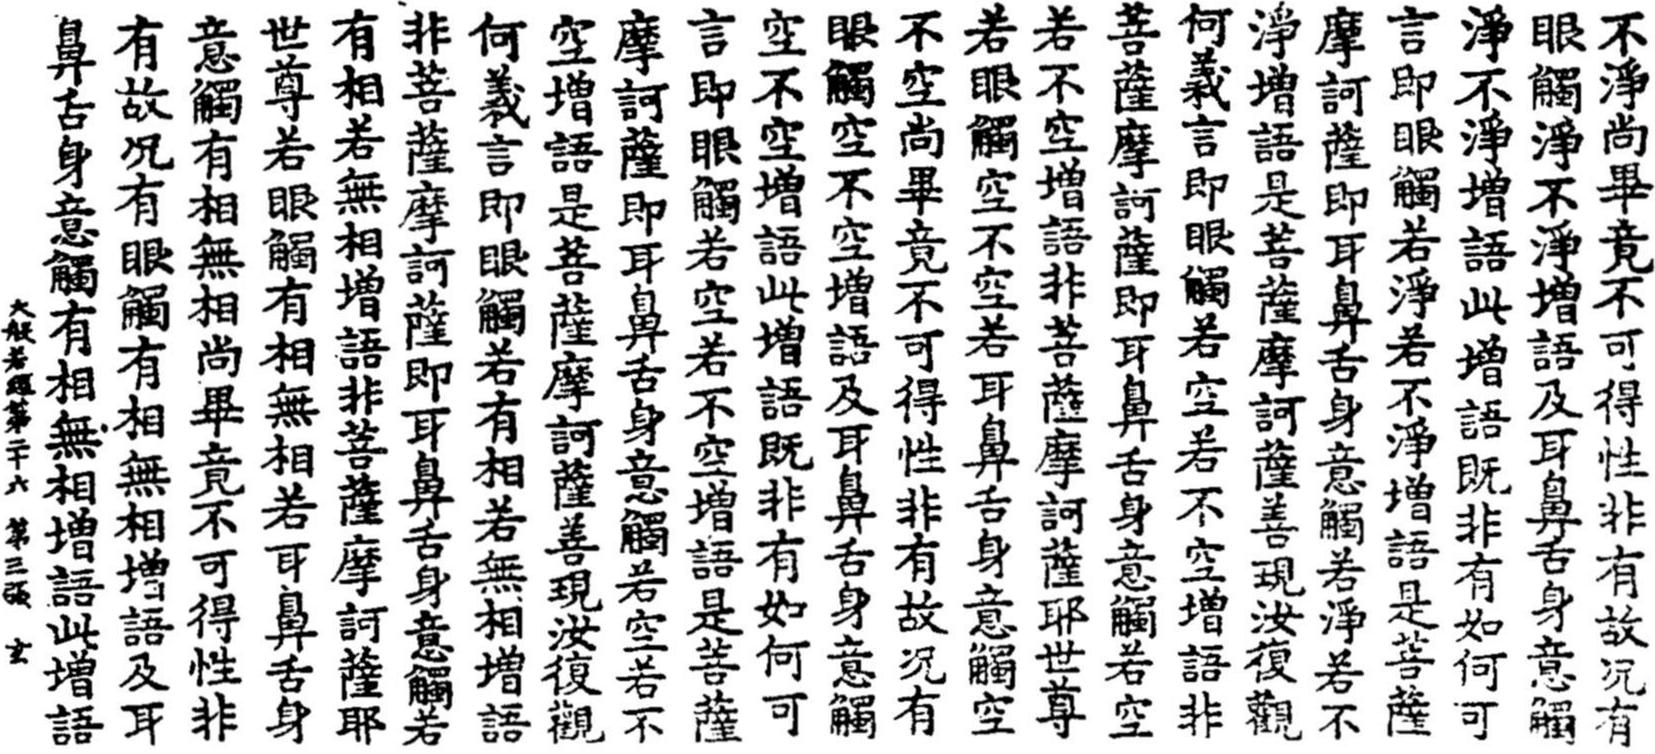 不淨尚畢竟不可得性非有故况有
眼觸淨不淨增語及耳鼻舌身意觸
淨不淨增語此增語既非有如何可
言即眼觸若淨若不淨增語是菩薩
摩訶薩即耳鼻舌身意觸若淨若不
淨增語是菩薩摩訶薩善現汝復觀
何義言即眼觸若空若不空增語非
菩薩摩訶薩即耳鼻舌身意觸若空
若不空增語非菩薩摩訶薩耶世尊
若眼觸空不空若耳鼻舌身意觸空
不空尚畢竟不可得性非有故况有
眼觸空不空增語及耳鼻舌身意觸
空不空增語此增語既非有如何可
言即眼觸若空若不空增語是菩薩
摩訶薩即耳鼻舌身意觸若空若不
空增語是菩薩摩訶薩善現汝復觀
何義言即眼觸若有相若無相增語
非菩薩摩訶薩即耳鼻舌身意觸若
有相若無相增語非菩薩摩訶薩耶
世尊若眼觸有相無相若耳鼻舌身
意觸有相無相尚畢竟不可得性非
有故况有眼觸有相無相增語及耳
鼻舌身意觸有相無相增語此增語
大般若經第二十六 第三張 玄